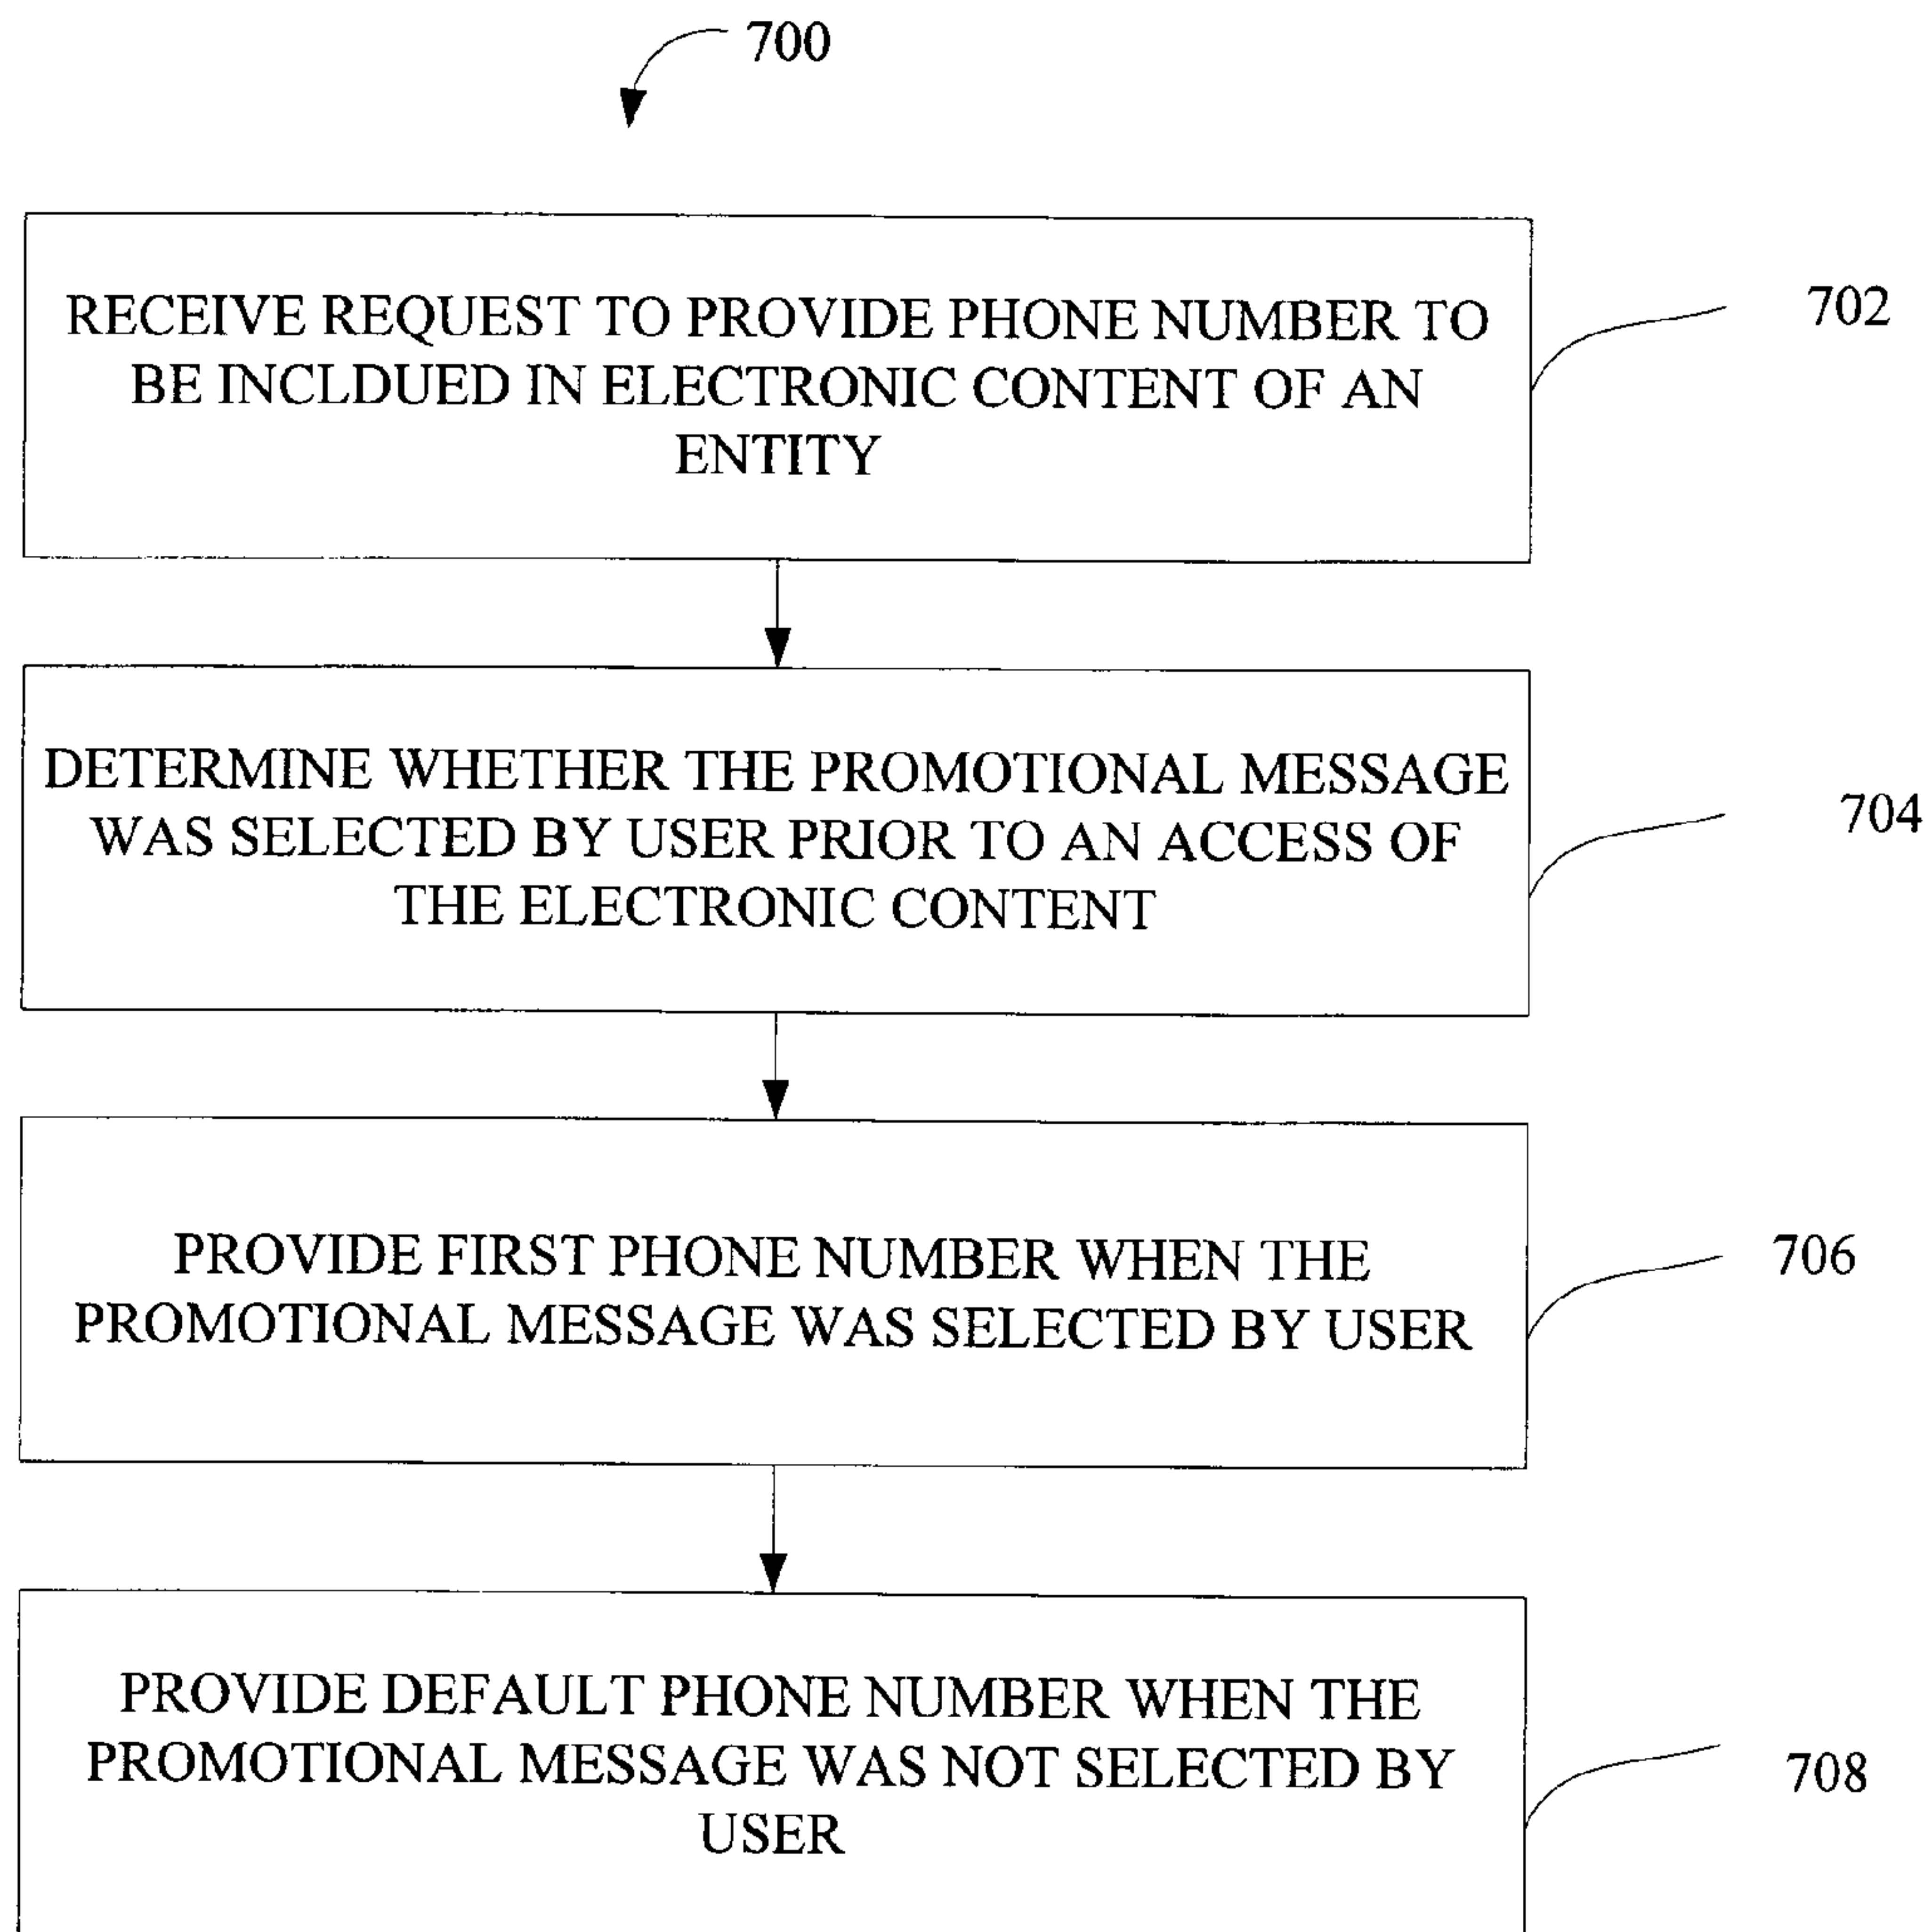 700
RECEIVE REQUEST TO PROVIDE PHONE NUMBER TO
BE INCLDUED IN ELECTRONIC CONTENT OF AN
ENTITY
702
DETERMINE WHETHER THE PROMOTIONAL MESSAGE
WAS SELECTED BY USER PRIOR TO AN ACCESS OF
THE ELECTRONIC CONTENT
704
PROVIDE FIRST PHONE NUMBER WHEN THE
PROMOTIONAL MESSAGE WAS SELECTED BY USER
706
PROVIDE DEFAULT PHONE NUMBER WHEN THE
PROMOTIONAL MESSAGE WAS NOT SELECTED BY
USER
708